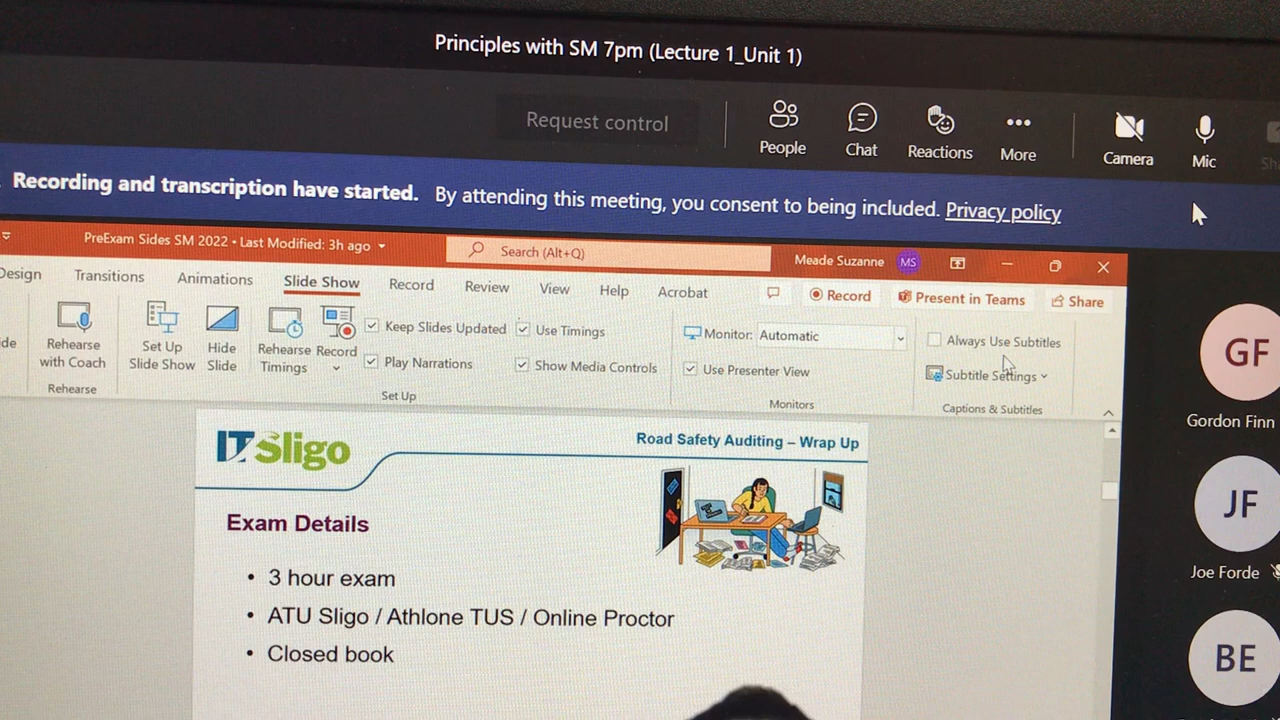 Principles with SM 7pm (Lecture 1_Unit 1)
Request control
People
Chat
Reactions
More
Camera
Mic
Recording and transcription have started. By attending this meeting, you consent to being included. Privacy policy
PreExam Sides SM 2022 • Last Modified: 3h ago
Search (Alt+Q)
Meade Suzanne
MS
Design
Transitions
Animations
Slide Show
Record
Review
View
Help
Acrobat
Record
Present in Teams
Share
Rehearse
with Coach
Rehearse
Set Up
Slide Show
Hide
Slide
Rehearse
Timings
Record
Keep Slides Updated
Play Narrations
Use Timings
Show Media Controls
Set Up
Monitor: Automatic
Use Presenter View
Monitors
Always Use Subtitles
Subtitle Settings
Captions & Subtitles
IT Sligo
Road Safety Auditing – Wrap Up
Exam Details
• 3 hour exam
• ATU Sligo / Athlone TUS / Online Proctor
• Closed book
GF
Gordon Finn
JF
Joe Forde
BE